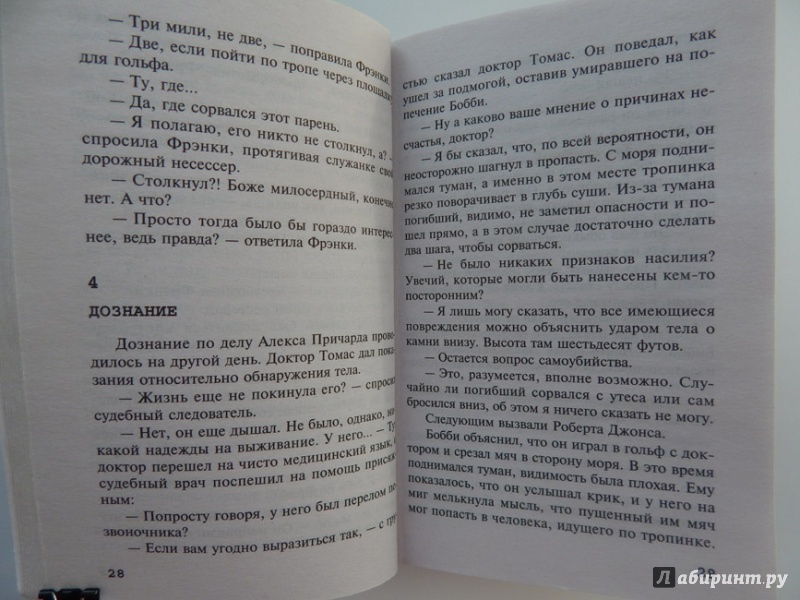 — Три мили, не две, — поправила Фрэнки.
— Две, если пойти по тропе через площадку
для гольфа.
— Ту, где...
— Да, где сорвался этот парень.
— Я полагаю, его никто не столкнул, а? —
спросила Фрэнки, протягивая служанке свой
дорожный несессер.
— Столкнул?! Боже милосердный, конечно
нет. А что?
— Просто тогда было бы гораздо интерес
нее, ведь правда? — ответила Фрэнки.
4
ДОЗНАНИЕ
Дознание по делу Алекса Причарда прово
дилось на другой день. Доктор Томас дал пока
зания относительно обнаружения тела.
— Жизнь еще не покинула его? — спросил
судебный следователь.
— Нет, он еще дышал. Не было, однако, ни-
какой надежды на выживание. У него... — Ту
доктор перешел на чисто медицинский язык,
судебный врач поспешил на помощь присяж
ным:
— Попросту говоря, у него был перелом по
звоночника?
— Если вам угодно выразиться так, — с гру
28
стью сказал доктор Томас. Он поведал, как
ушел за подмогой, оставив умиравшего на по-
печение Бобби.
— Ну а каково ваше мнение о причинах не-
счастья, доктор?
— Я бы сказал, что, по всей вероятности, он
неосторожно шагнул в пропасть. С моря подни-
мался туман, а именно в этом месте тропинка
резко поворачивает в глубь суши. Из-за тумана
погибший, видимо, не заметил опасности и по-
шел прямо, а в этом случае достаточно сделать
два шага, чтобы сорваться.
— Не было никаких признаков насилия?
Увечий, которые могли быть нанесены кем-то
посторонним?
— Я лишь могу сказать, что все имеющиеся
повреждения можно объяснить ударом тела о
камни внизу. Высота там шестьдесят футов.
— Остается вопрос самоубийства.
— Это, разумеется, вполне возможно. Слу-
чайно ли погибший сорвался с утеса или сам
бросился вниз, об этом я ничего сказать не могу.
Следующим вызвали Роберта Джонса.
Бобби объяснил, что он играл в гольф с док-
тором и срезал мяч в сторону моря. В это время
поднимался туман, видимость была плохая. Ему
показалось, что он услышал крик, и у него на
миг мелькнула мысль, что пущенный им мяч
мог попасть в человека, идущего по тропинке.
29
Лабиринт.ру